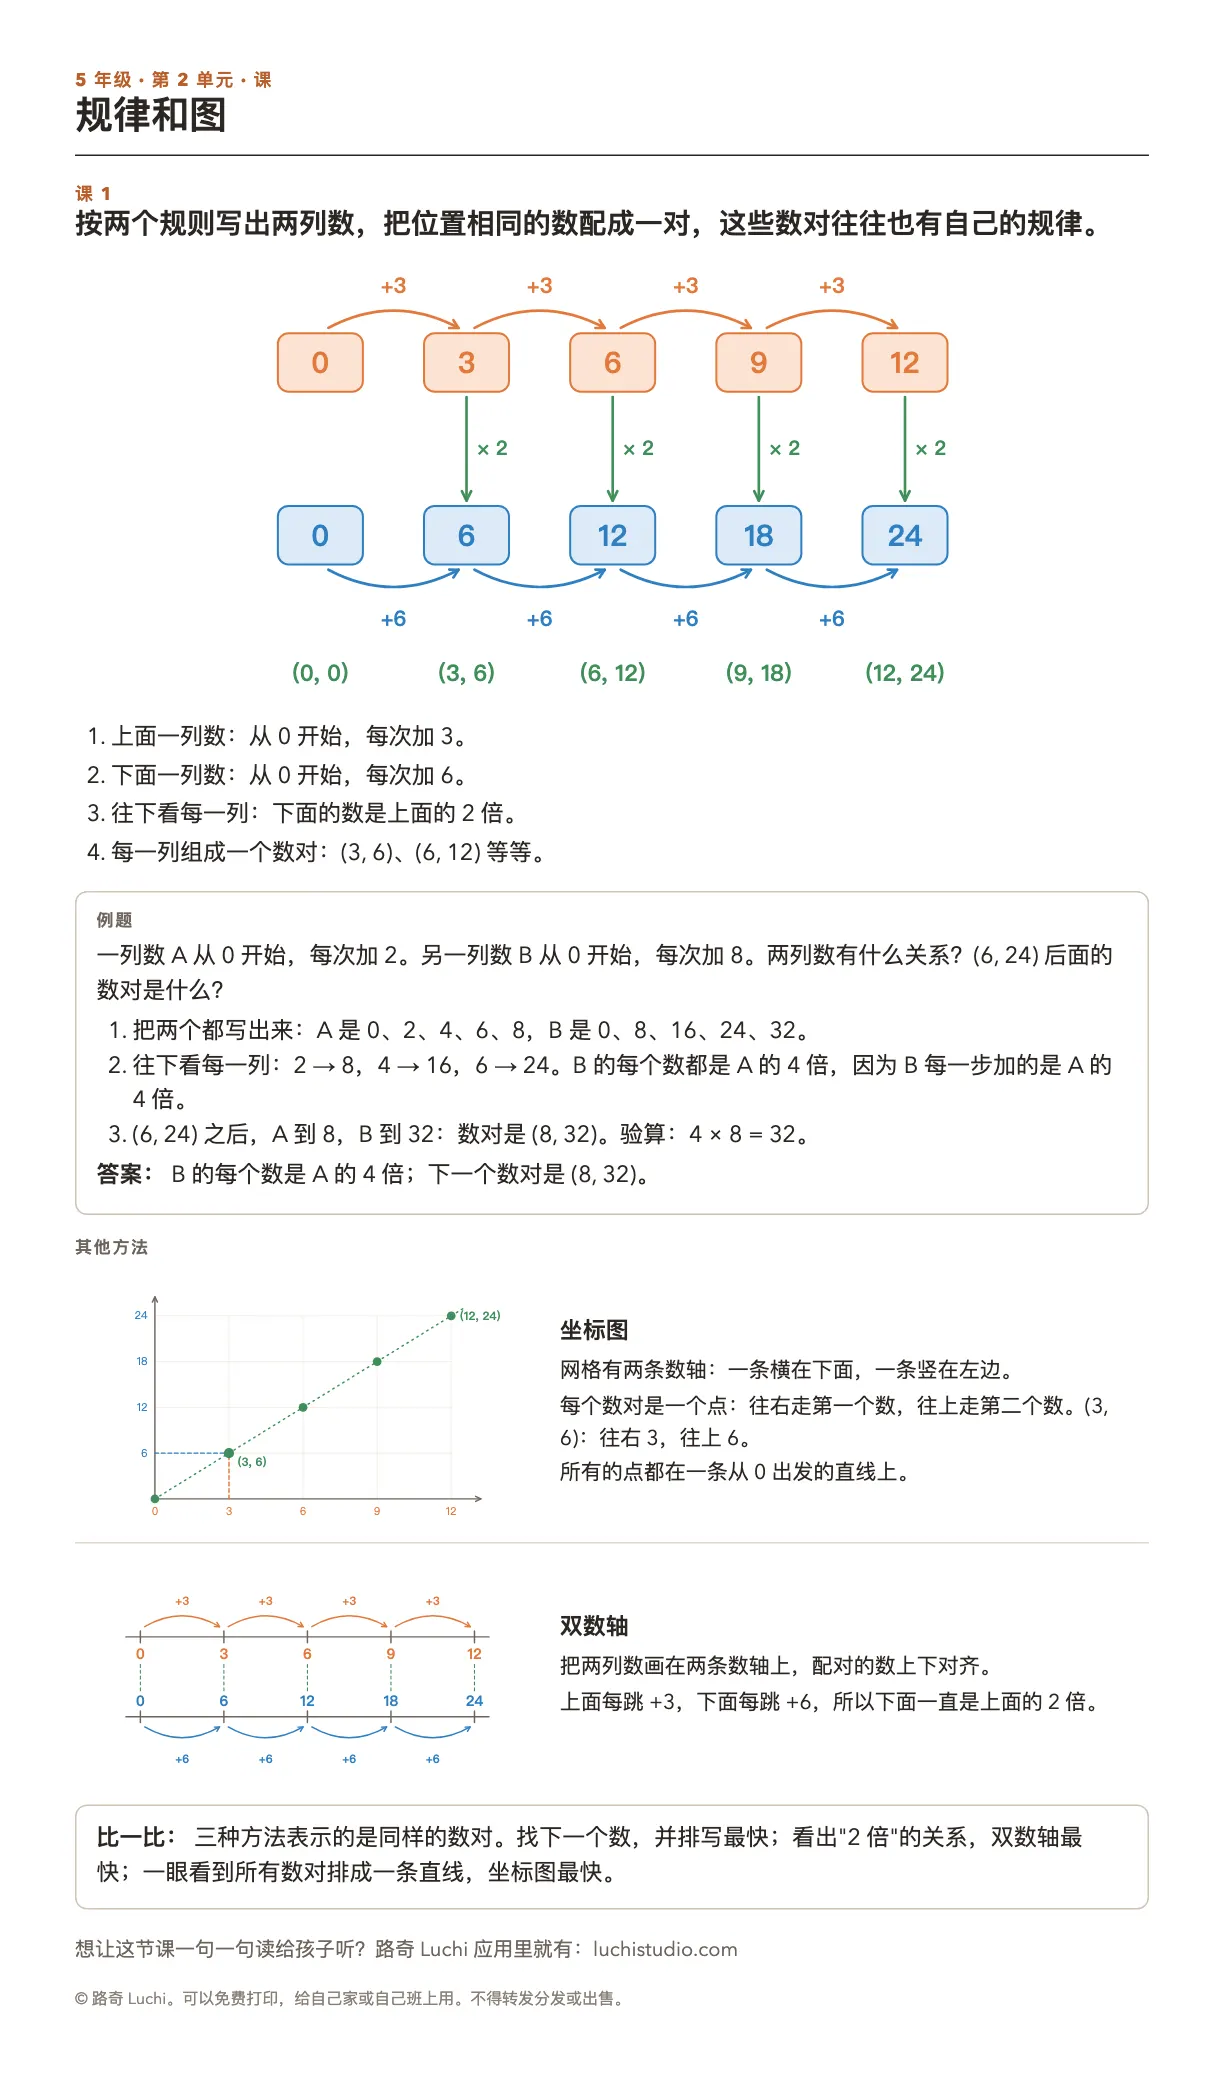 5 年级 · 第 2 单元 · 课
规律和图
课 1
按两个规则写出两列数，把位置相同的数配成一对，这些数对往往也有自己的规律。
+3 +3 +3 +3
0 3 6 9 12
× 2 × 2 × 2 × 2
0 6 12 18 24
+6 +6 +6 +6
(0, 0) (3, 6) (6, 12) (9, 18) (12, 24)
1. 上面一列数：从 0 开始，每次加 3。
2. 下面一列数：从 0 开始，每次加 6。
3. 往下看每一列：下面的数是上面的 2 倍。
4. 每一列组成一个数对：(3, 6)、(6, 12) 等等。
例题
一列数 A 从 0 开始，每次加 2。另一列数 B 从 0 开始，每次加 8。两列数有什么关系？(6, 24) 后面的
数对是什么？
1. 把两个都写出来：A 是 0、2、4、6、8，B 是 0、8、16、24、32。
2. 往下看每一列：2 → 8，4 → 16，6 → 24。B 的每个数都是 A 的 4 倍，因为 B 每一步加的是 A 的
4 倍。
3. (6, 24) 之后，A 到 8，B 到 32：数对是 (8, 32)。验算：4 × 8 = 32。
答案： B 的每个数是 A 的 4 倍；下一个数对是 (8, 32)。
其他方法
24 (12, 24)
18
12
6 (3, 6)
0 3 6 9 12
坐标图
网格有两条数轴：一条横在下面，一条竖在左边。
每个数对是一个点：往右走第一个数，往上走第二个数。(3,
6)：往右 3，往上 6。
所有的点都在一条从 0 出发的直线上。
+3 +3 +3 +3
0 3 6 9 12
0 6 12 18 24
+6 +6 +6 +6
双数轴
把两列数画在两条数轴上，配对的数上下对齐。
上面每跳 +3，下面每跳 +6，所以下面一直是上面的 2 倍。
比一比： 三种方法表示的是同样的数对。找下一个数，并排写最快；看出"2 倍"的关系，双数轴最
快；一眼看到所有数对排成一条直线，坐标图最快。
想让这节课一句一句读给孩子听？路奇 Luchi 应用里就有：luchistudio.com
© 路奇 Luchi。可以免费打印，给自己家或自己班上用。不得转发分发或出售。